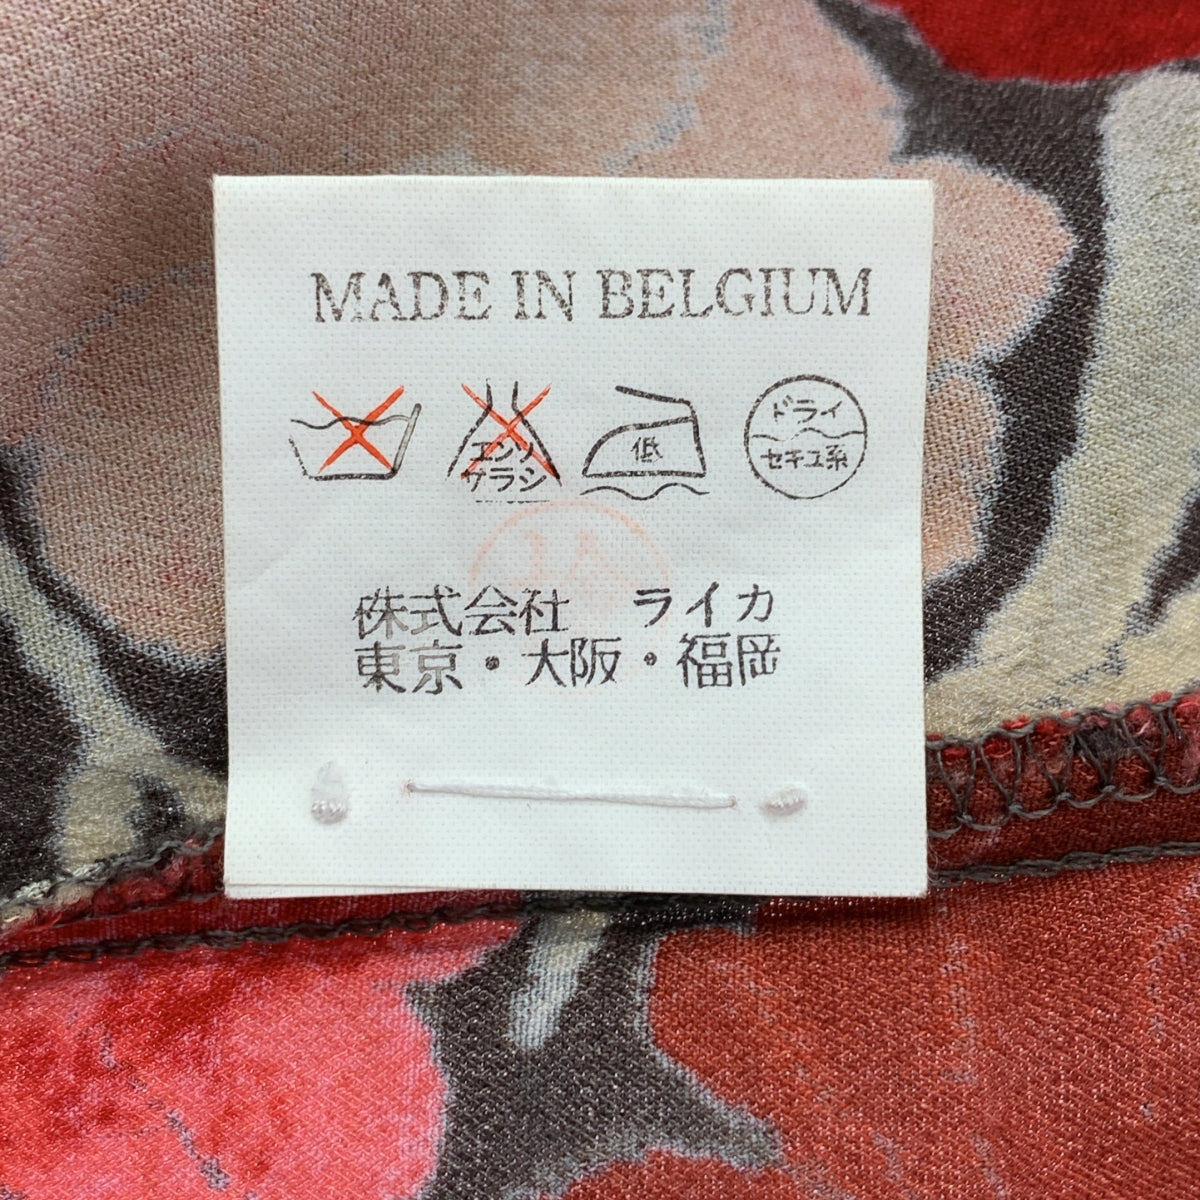 MADE IN BELGIUM
エンソ
サラシ
低
ドライ
セキユ系
株式会社 ライカ
東京・大阪・福岡